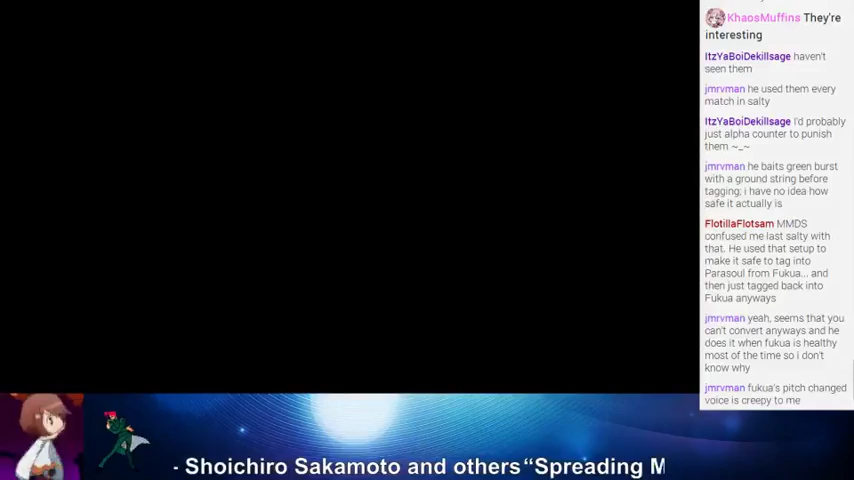 KhaosMuffins They're
interesting
ItzYaBoiDekillsage haven't
seen them
jmrvman he used them every
match in salty
ItzYaBoiDekillsage I'd probably
just alpha counter to punish
them ~_~
jmrvman he baits green burst
with a ground string before
tagging; i have no idea how
safe it actually is
FlotillaFlotsam MMDS
confused me last salty with
that. He used that setup to
make it safe to tag into
Parasoul from Fukua... and
then just tagged back into
Fukua anyways
jmrvman yeah, seems that you
can't convert anyways and he
does it when fukua is healthy
most of the time so i don't
know why
jmrvman fukua's pitch changed
voice is creepy to me
- Shoichiro Sakamoto and others “Spreading M